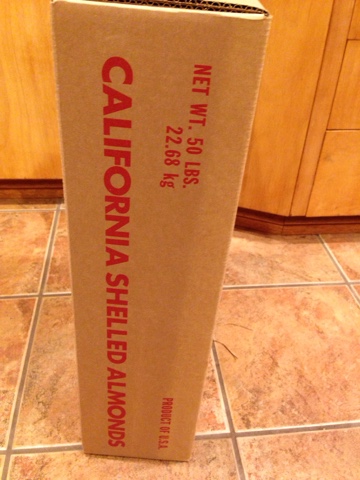 NET WT. 50 LBS.
22.68 kg
CALIFORNIA SHELLED ALMONDS
PRODUCT OF U.S.A.